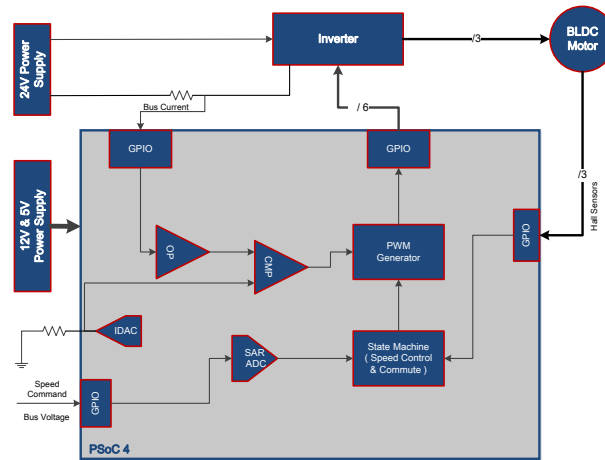 Inverter
/3
BLDC
Motor
24V Power
Supply
Bus Current
/ 6
GPIO
GPIO
/3
Hall Sensors
12V & 5V
Power Supply
GPIO
OP
CMP
PWM
Generator
IDAC
SAR
ADC
State Machine
( Speed Control
& Commute )
Speed
Command
GPIO
Bus Voltage
PSoC 4